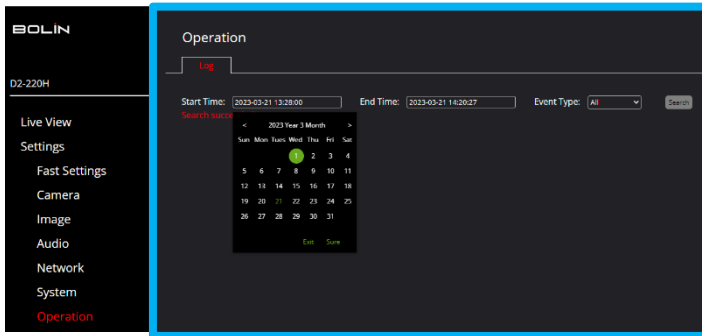 BOLIN
D2-220H
Live View
Settings
Fast Settings
Camera
Image
Audio
Network
System
Operation
Operation
Log
Start Time: 2023-03-21 13:28:00 End Time: 2023-03-21 14:20:27 Event Type: All Search
Search succe
< 2023 Year 3 Month >
Sun Mon Tues Wed Thu Fri Sat
1 2 3 4
5 6 7 8 9 10 11
12 13 14 15 16 17 18
19 20 21 22 23 24 25
26 27 28 29 30 31
Exit Sure